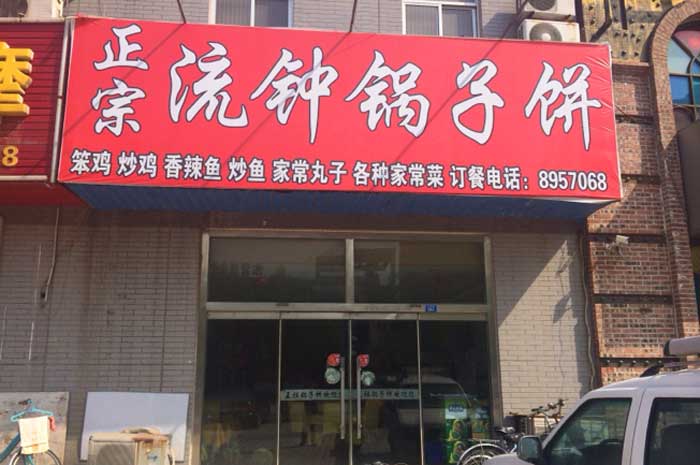 正宗
流钟锅子饼
笨鸡 炒鸡 香辣鱼 炒鱼 家常丸子 各种家常菜 订餐电话：8957068
8